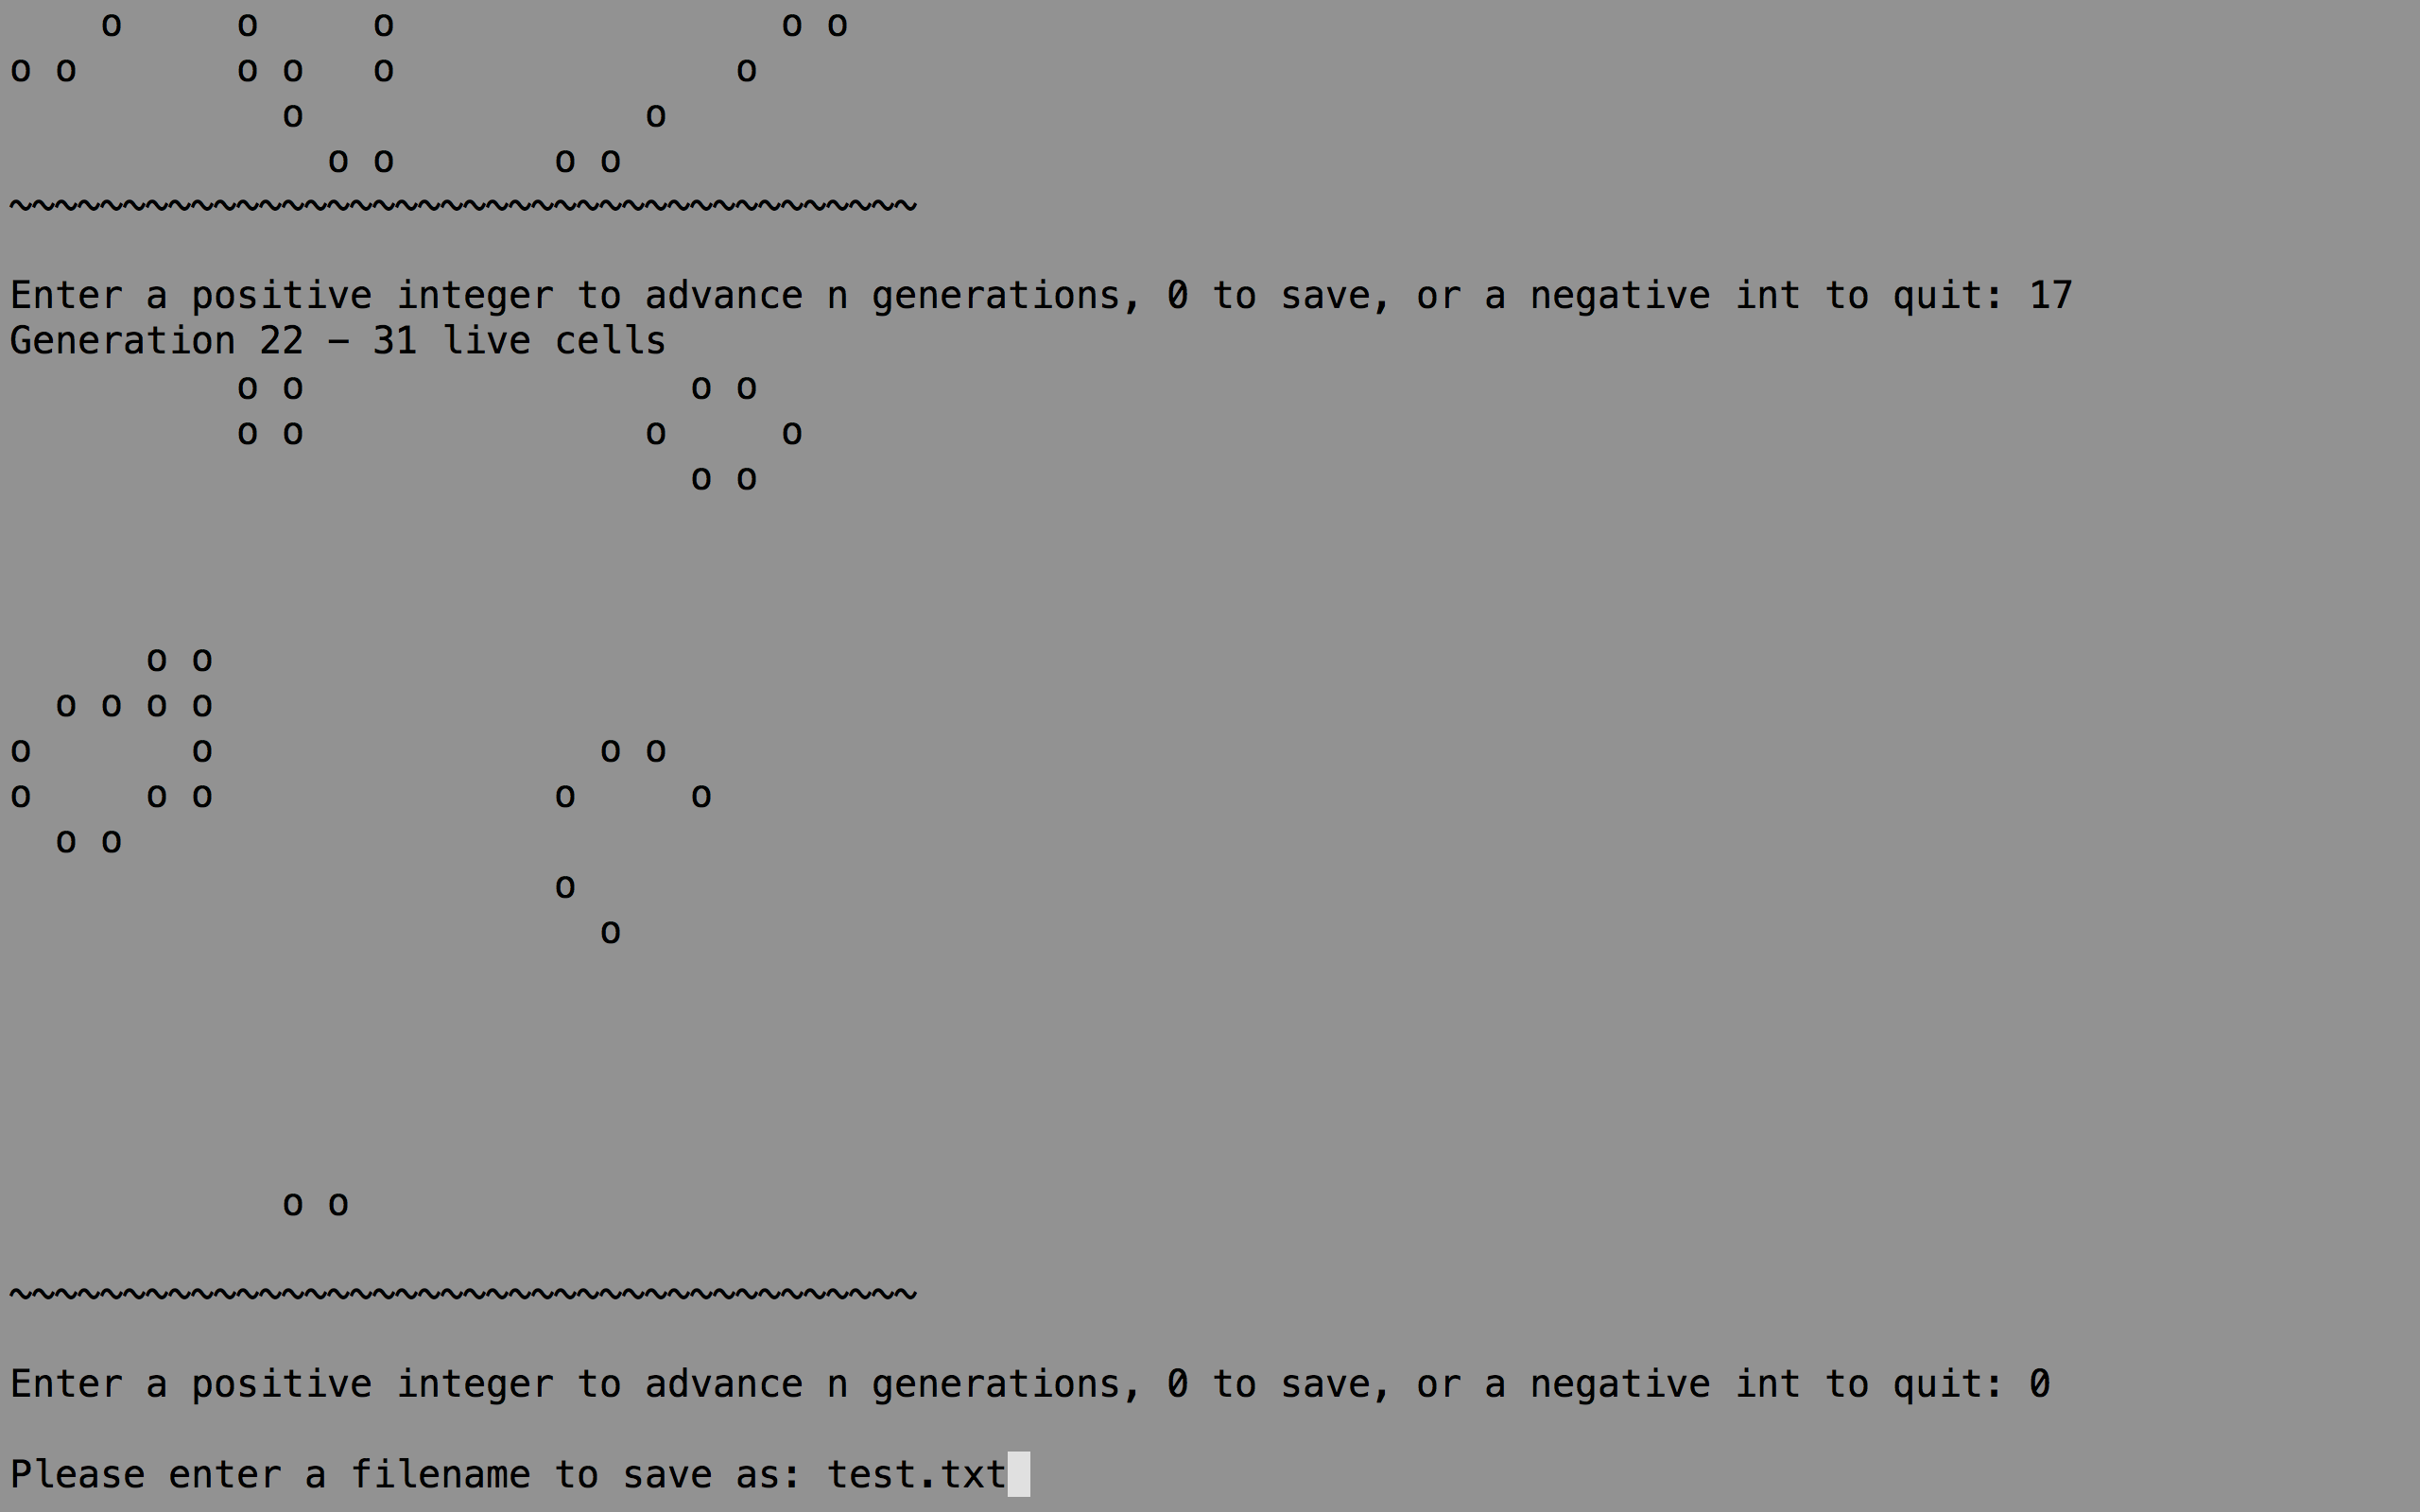 o     o     o                 o o
o o       o o   o               o
            o               o
              o o       o o
~~~~~~~~~~~~~~~~~~~~~~~~~~~~~~~~~~~~~~~~

Enter a positive integer to advance n generations, 0 to save, or a negative int to quit: 17
Generation 22 – 31 live cells
          o o                 o o
          o o               o     o
                              o o



      o o
  o o o o
o       o                 o o
o     o o               o     o
  o o
                        o
                          o





            o o

~~~~~~~~~~~~~~~~~~~~~~~~~~~~~~~~~~~~~~~~

Enter a positive integer to advance n generations, 0 to save, or a negative int to quit: 0

Please enter a filename to save as: test.txt